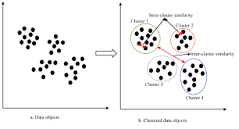 Intra-cluster similarity
Cluster 1
Cluster 2
Inter-cluster similarity
Cluster 3
Cluster 4
a. Data objects
b. Clustered data objects